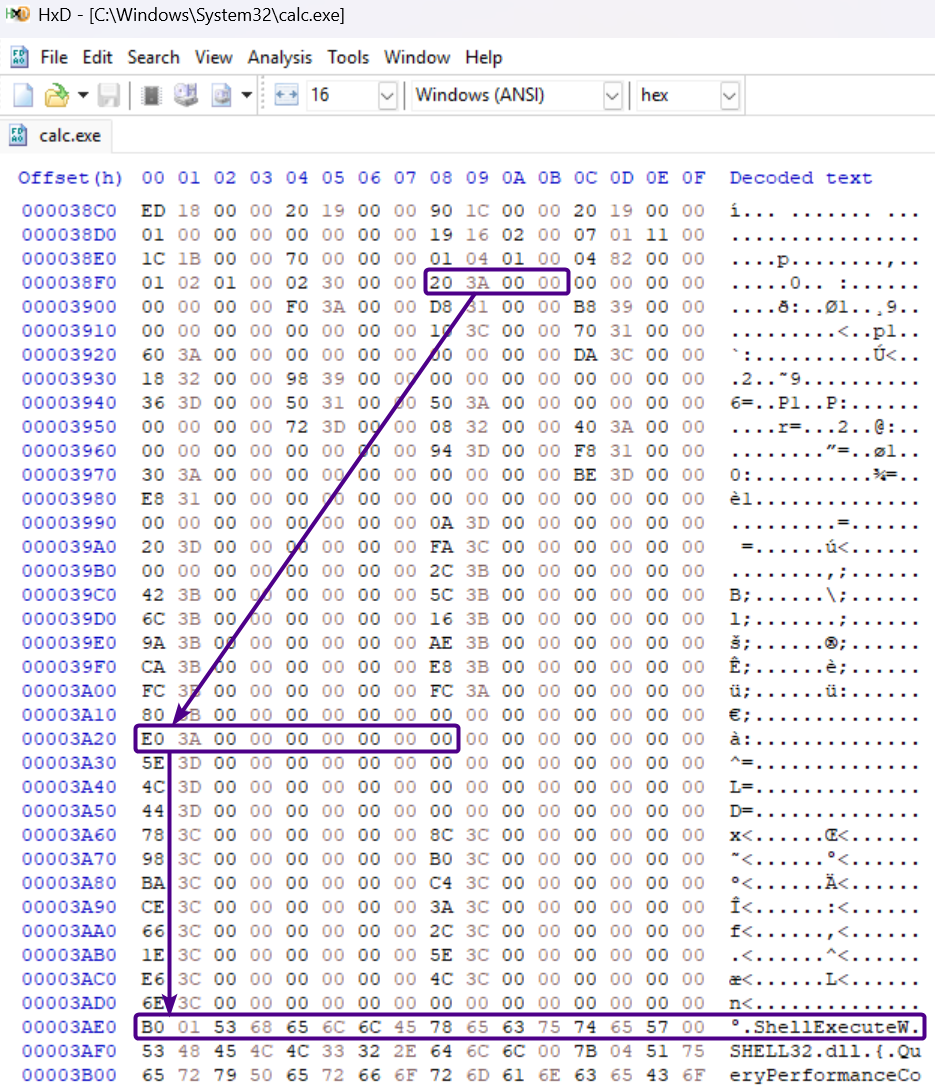 HxD - [C:\Windows\System32\calc.exe]
File Edit Search View Analysis Tools Window Help
16 Windows (ANSI) hex
calc.exe
Offset(h) 00 01 02 03 04 05 06 07 08 09 0A 0B 0C 0D 0E 0F Decoded text
000038C0 ED 18 00 00 20 19 00 00 90 1C 00 00 20 19 00 00 í... ....... ...
000038D0 01 00 00 00 00 00 00 00 19 16 02 00 07 01 11 00 ................
000038E0 1C 1B 00 00 70 00 00 00 01 04 01 00 04 82 00 00 ....p........‚..
000038F0 01 02 01 00 02 30 00 00 20 3A 00 00 00 00 00 00 .....0.. :......
00003900 00 00 00 00 F0 3A 00 00 D8 31 00 00 B8 39 00 00 ....ð:..Ø1..¸9..
00003910 00 00 00 00 00 00 00 00 10 3C 00 00 70 31 00 00 .........<..p1..
00003920 60 3A 00 00 00 00 00 00 00 00 00 00 DA 3C 00 00 `:..........Ú<..
00003930 18 32 00 00 98 39 00 00 00 00 00 00 00 00 00 00 .2..˜9..........
00003940 36 3D 00 00 50 31 00 00 50 3A 00 00 00 00 00 00 6=..P1..P:......
00003950 00 00 00 00 72 3D 00 00 08 32 00 00 40 3A 00 00 ....r=...2..@:..
00003960 00 00 00 00 00 00 00 00 94 3D 00 00 F8 31 00 00 ........”=..ø1..
00003970 30 3A 00 00 00 00 00 00 00 00 00 00 BE 3D 00 00 0:..........¾=..
00003980 E8 31 00 00 00 00 00 00 00 00 00 00 00 00 00 00 è1..............
00003990 00 00 00 00 00 00 00 00 0A 3D 00 00 00 00 00 00 .........=......
000039A0 20 3D 00 00 00 00 00 00 FA 3C 00 00 00 00 00 00  =......ú<......
000039B0 00 00 00 00 00 00 00 00 2C 3B 00 00 00 00 00 00 ........,;......
000039C0 42 3B 00 00 00 00 00 00 5C 3B 00 00 00 00 00 00 B;......\;......
000039D0 6C 3B 00 00 00 00 00 00 16 3B 00 00 00 00 00 00 l;.......;......
000039E0 9A 3B 00 00 00 00 00 00 AE 3B 00 00 00 00 00 00 š;......®;......
000039F0 CA 3B 00 00 00 00 00 00 E8 3B 00 00 00 00 00 00 Ê;......è;......
00003A00 FC 3B 00 00 00 00 00 00 FC 3A 00 00 00 00 00 00 ü;......ü:......
00003A10 80 3B 00 00 00 00 00 00 00 00 00 00 00 00 00 00 €;..............
00003A20 E0 3A 00 00 00 00 00 00 00 00 00 00 00 00 00 00 à:..............
00003A30 5E 3D 00 00 00 00 00 00 00 00 00 00 00 00 00 00 ^=..............
00003A40 4C 3D 00 00 00 00 00 00 00 00 00 00 00 00 00 00 L=..............
00003A50 44 3D 00 00 00 00 00 00 00 00 00 00 00 00 00 00 D=..............
00003A60 78 3C 00 00 00 00 00 00 8C 3C 00 00 00 00 00 00 x<......Œ<......
00003A70 98 3C 00 00 00 00 00 00 B0 3C 00 00 00 00 00 00 ˜<......°<......
00003A80 BA 3C 00 00 00 00 00 00 C4 3C 00 00 00 00 00 00 º<......Ä<......
00003A90 CE 3C 00 00 00 00 00 00 3A 3C 00 00 00 00 00 00 Î<......:<......
00003AA0 66 3C 00 00 00 00 00 00 2C 3C 00 00 00 00 00 00 f<......,<......
00003AB0 1E 3C 00 00 00 00 00 00 5E 3C 00 00 00 00 00 00 .<......^<......
00003AC0 E6 3C 00 00 00 00 00 00 4C 3C 00 00 00 00 00 00 æ<......L<......
00003AD0 6E 3C 00 00 00 00 00 00 00 00 00 00 00 00 00 00 n<..............
00003AE0 B0 01 53 68 65 6C 6C 45 78 65 63 75 74 65 57 00 °.ShellExecuteW.
00003AF0 53 48 45 4C 4C 33 32 2E 64 6C 6C 00 7B 04 51 75 SHELL32.dll.{.Qu
00003B00 65 72 79 50 65 72 66 6F 72 6D 61 6E 63 65 43 6F eryPerformanceCo